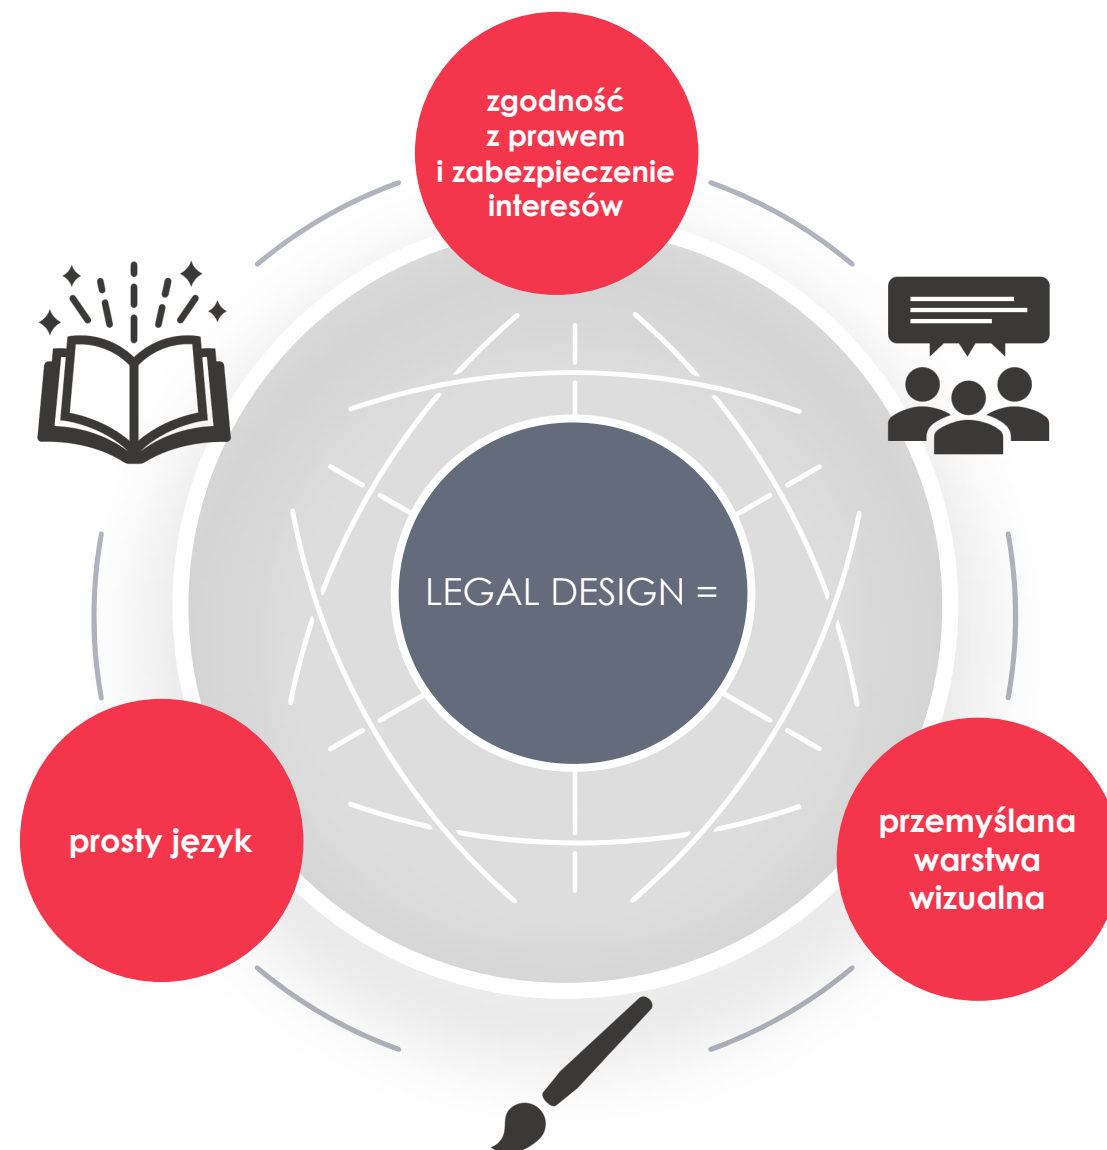 zgodność
z prawem
i zabezpieczenie
interesów
LEGAL DESIGN =
prosty język
przemyślana
warstwa
wizualna